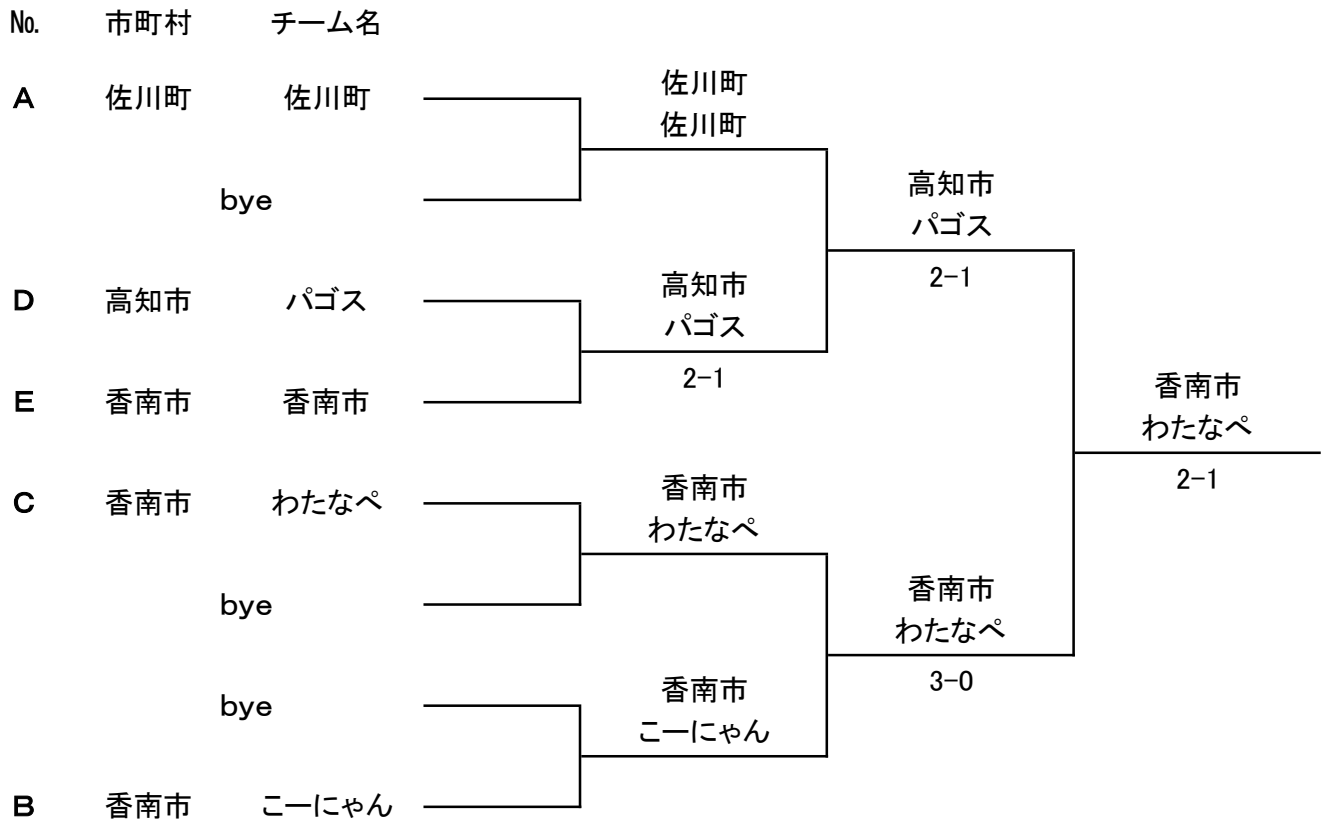 № 市町村 チーム名
A 佐川町 佐川町
bye
D 高知市 パゴス
E 香南市 香南市
C 香南市 わたなぺ
bye
bye
B 香南市 こーにゃん
佐川町
佐川町
高知市
パゴス
2-1
香南市
わたなぺ
香南市
こーにゃん
高知市
パゴス
2-1
香南市
わたなぺ
3-0
香南市
わたなぺ
2-1